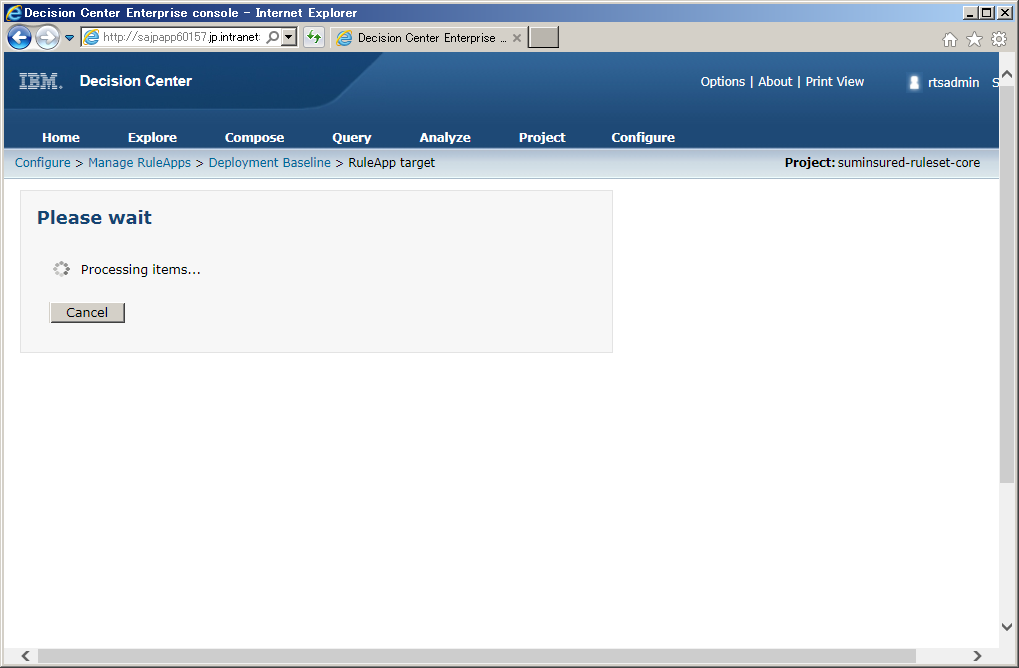 Decision Center Enterprise console - Internet Explorer
http://sajpapp60157.jp.intranet:
Decision Center Enterprise ...
IBM. Decision Center
Options | About | Print View
rtsadmin S
Home Explore Compose Query Analyze Project Configure
Configure > Manage RuleApps > Deployment Baseline > RuleApp target
Project: suminsured-ruleset-core
Please wait
Processing items...
Cancel